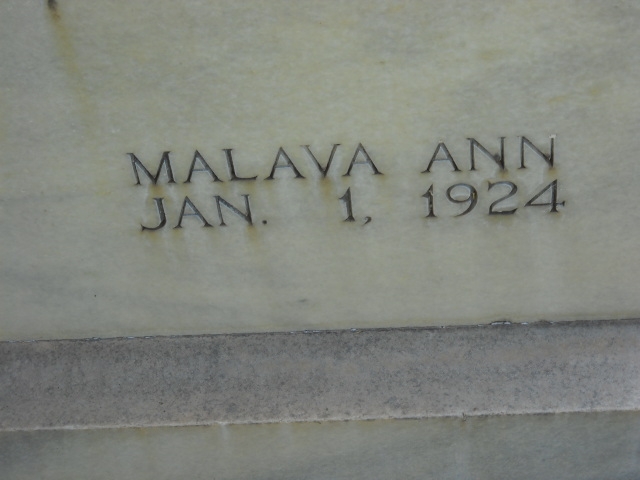 MALAVA ANN
JAN. 1, 1924